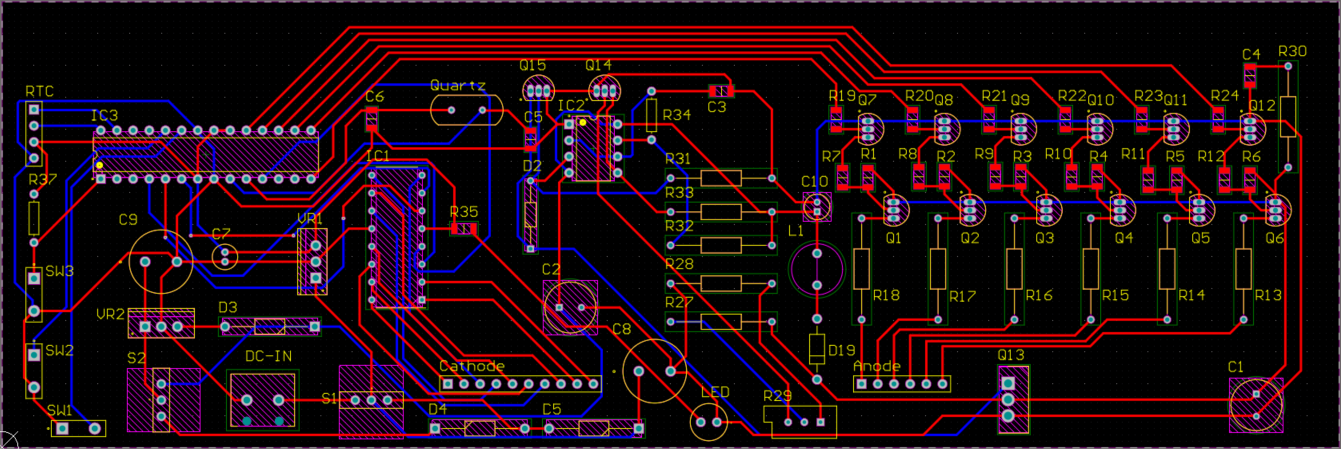 R30
C4
Q15 Q14
Quartz
RTC
C6
C3
IC3
IC2
R34
C5
R19 Q7 R20 Q8 R21 Q9 R22 Q10 R23 Q11 R24 Q12
IC1
D2
R31
R7 R1 R8 R2 R9 R3 R10 R4 R11 R5 R12 R6
R37
R33
C10
C9
VR1
R35
R32
L1
C7
Q1 Q2 Q3 Q4 Q5 Q6
SW3
C2
R28
R18 R17 R16 R15 R14 R13
R27
VR2
D3
C8
SW2
S2
DC-IN
D19
Q13
Cathode
Anode
C1
S1
LED
R29
SW1
D4
C5